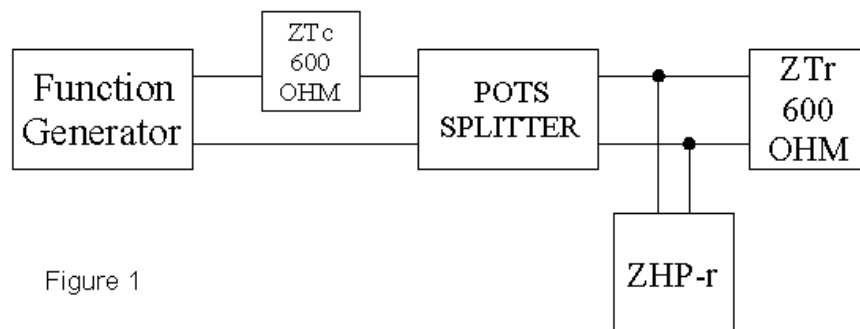 Function
Generator
ZTc
600
OHM
POTS
SPLITTER
ZTr
600
OHM
ZHP-r
Figure 1